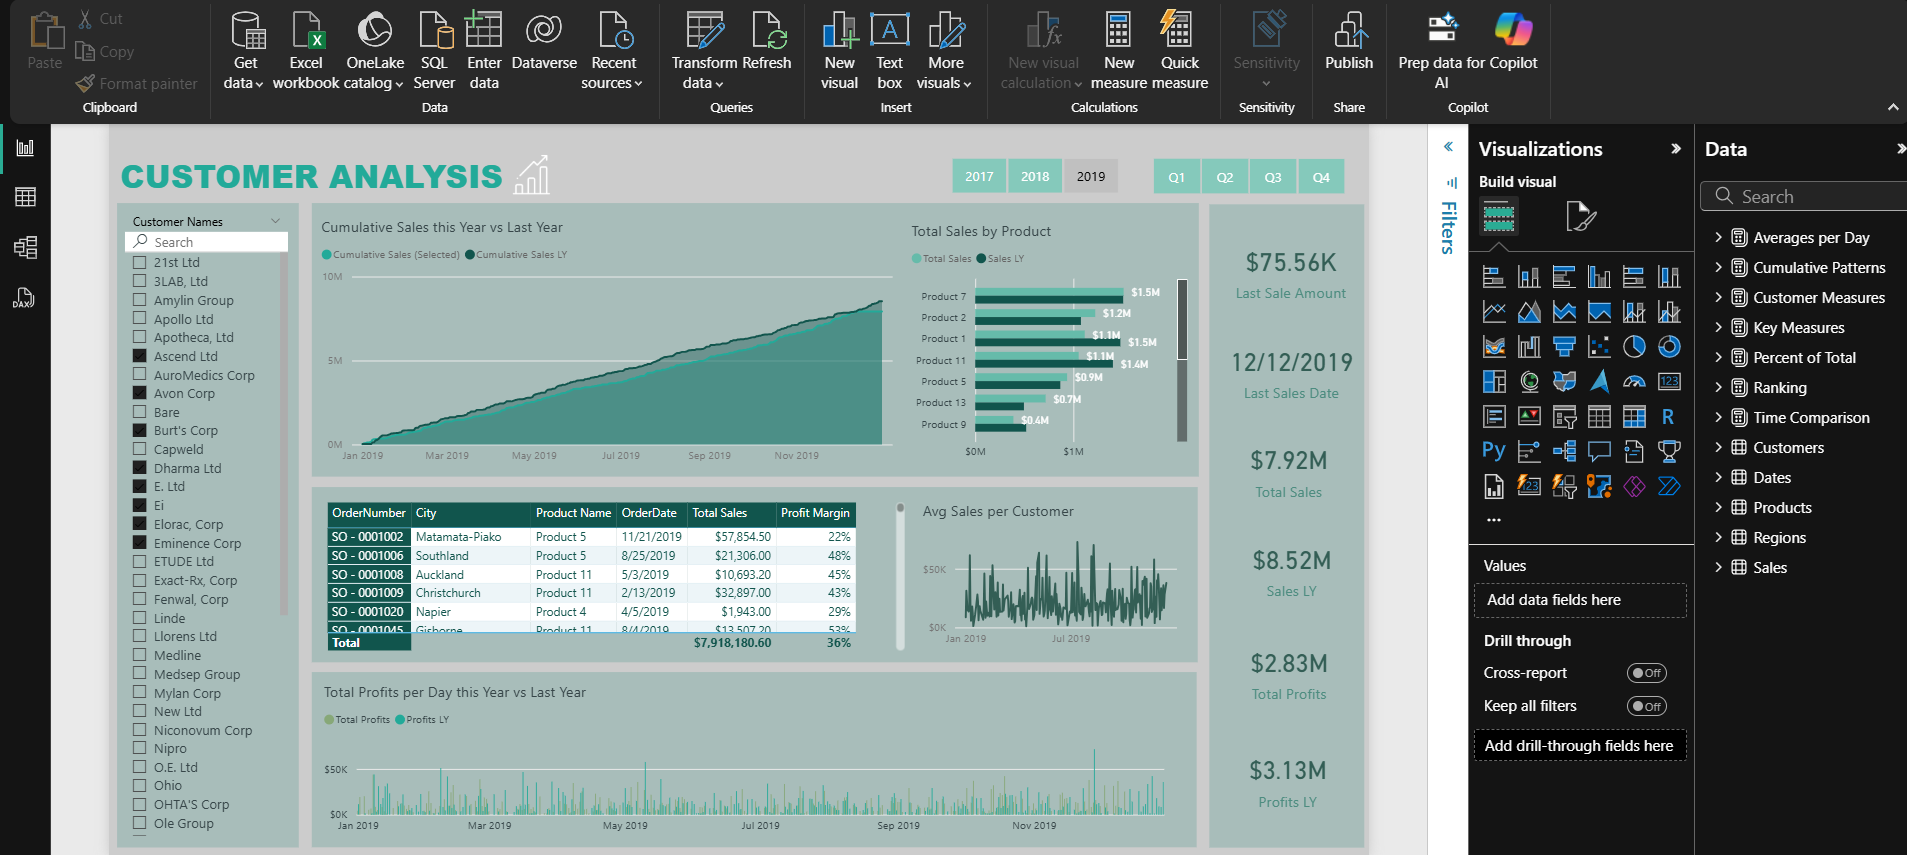 Paste
Cut
Copy
Format painter
Clipboard
Get data
Excel workbook
OneLake catalog
SQL Server
Enter data
Dataverse
Recent sources
Data
Transform data
Refresh
Queries
New visual
Text box
More visuals
Insert
New visual calculation
New measure
Quick measure
Calculations
Sensitivity
Sensitivity
Publish
Share
Prep data for AI
Copilot
Copilot
CUSTOMER ANALYSIS
2017 2018 2019
Q1 Q2 Q3 Q4
Customer Names
Search
21st Ltd
3LAB, Ltd
Amylin Group
Apollo Ltd
Apotheca, Ltd
Ascend Ltd
AuroMedics Corp
Avon Corp
Bare
Burt's Corp
Capweld
Dharma Ltd
E. Ltd
Ei
Elorac, Corp
Eminence Corp
ETUDE Ltd
Exact-Rx, Corp
Fenwal, Corp
Linde
Llorens Ltd
Medline
Medsep Group
Mylan Corp
New Ltd
Niconovum Corp
Nipro
O.E. Ltd
Ohio
OHTA'S Corp
Ole Group
Cumulative Sales this Year vs Last Year
Cumulative Sales (Selected) Cumulative Sales LY
10M
5M
0M
Jan 2019 Mar 2019 May 2019 Jul 2019 Sep 2019 Nov 2019
Total Sales by Product
Total Sales Sales LY
Product 7 $1.5M
Product 2 $1.2M
Product 1 $1.1M $1.5M
Product 11 $1.1M $1.4M
Product 5 $0.9M
Product 13 $0.7M
Product 9 $0.4M
$0M $1M
OrderNumber City Product Name OrderDate Total Sales Profit Margin
SO - 0001002 Matamata-Piako Product 5 11/21/2019 $57,854.50 22%
SO - 0001006 Southland Product 5 8/25/2019 $21,306.00 48%
SO - 0001008 Auckland Product 11 5/3/2019 $10,693.20 45%
SO - 0001009 Christchurch Product 11 2/13/2019 $32,897.00 43%
SO - 0001020 Napier Product 4 4/5/2019 $1,943.00 29%
SO - 0001045 Gisborne Product 11 8/4/2019 $13,507.20 53%
Total $7,918,180.60 36%
Avg Sales per Customer
$50K
$0K
Jan 2019 Jul 2019
Total Profits per Day this Year vs Last Year
Total Profits Profits LY
$50K
$0K
Jan 2019 Mar 2019 May 2019 Jul 2019 Sep 2019 Nov 2019
$75.56K
Last Sale Amount
12/12/2019
Last Sales Date
$7.92M
Total Sales
$8.52M
Sales LY
$2.83M
Total Profits
$3.13M
Profits LY
Filters
Visualizations
Build visual
123
R
Py
123
Values
Add data fields here
Drill through
Cross-report Off
Keep all filters Off
Add drill-through fields here
Data
Search
Averages per Day
Cumulative Patterns
Customer Measures
Key Measures
Percent of Total
Ranking
Time Comparison
Customers
Dates
Products
Regions
Sales
DAX